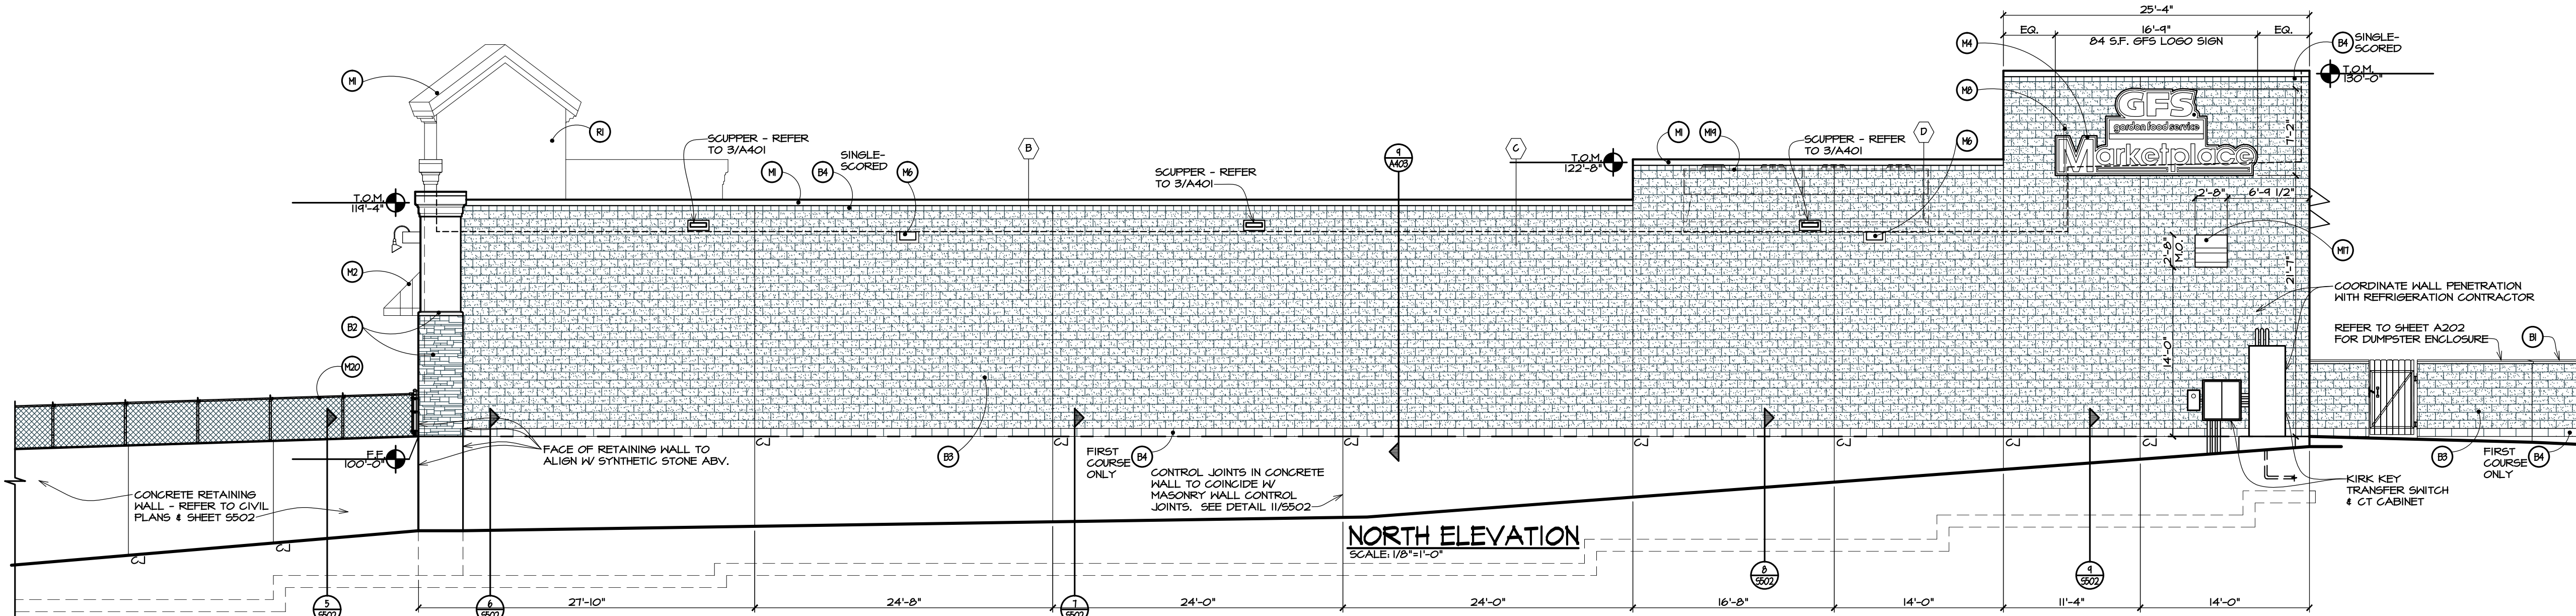 25'-4"
EQ.
16'-9"
EQ.
84 S.F. GFS LOGO SIGN
M4
B4
SINGLE-
SCORED
T.O.M.
130'-0"
M1
M8
GFS
gordon food service
Marketplace
7'-2"
R1
SCUPPER - REFER
TO 3/A401
SINGLE-
SCORED
M1
B4
M6
B
SCUPPER - REFER
TO 3/A401
9
A403
C
T.O.M.
122'-8"
M1
M19
SCUPPER - REFER
TO 3/A401
D
M6
2'-8"
6'-9 1/2"
T.O.M.
119'-4"
M2
2'-8"
M.O.
M17
21'-7"
COORDINATE WALL PENETRATION
WITH REFRIGERATION CONTRACTOR
B2
REFER TO SHEET A202
FOR DUMPSTER ENCLOSURE
B1
M20
14'-0"
F.F.
100'-0"
FACE OF RETAINING WALL TO
ALIGN W/ SYNTHETIC STONE ABV.
B3
FIRST
COURSE
ONLY
B4
CONTROL JOINTS IN CONCRETE
WALL TO COINCIDE W/
MASONRY WALL CONTROL
JOINTS. SEE DETAIL 11/S502
CJ
CJ
CJ
CJ
CJ
CJ
CJ
B3
FIRST
COURSE
ONLY
B4
CONCRETE RETAINING
WALL - REFER TO CIVIL
PLANS & SHEET S502
KIRK KEY
TRANSFER SWITCH
& CT CABINET
CJ
CJ
NORTH ELEVATION
SCALE: 1/8"=1'-0"
5
S502
6
S502
7
S502
8
S502
9
S502
27'-10"
24'-8"
24'-0"
24'-0"
16'-8"
14'-0"
11'-4"
14'-0"